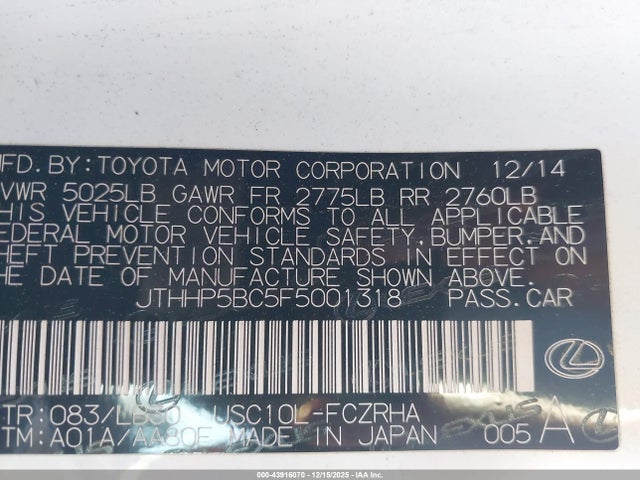 MFD. BY: TOYOTA MOTOR CORPORATION 12/14
VWR 5025LB GAWR FR 2775LB RR 2760LB
THIS VEHICLE CONFORMS TO ALL APPLICABLE
FEDERAL MOTOR VEHICLE SAFETY, BUMPER, AND
THEFT PREVENTION STANDARDS IN EFFECT ON
THE DATE OF MANUFACTURE SHOWN ABOVE.
JTHHP5BC5F5001318 PASS. CAR
TR: 083/LB30 USC10L-FCZRHA
TM: A01A/AA80E MADE IN JAPAN 005 A
000-43916070 - 12/15/2025 - IAA Inc.